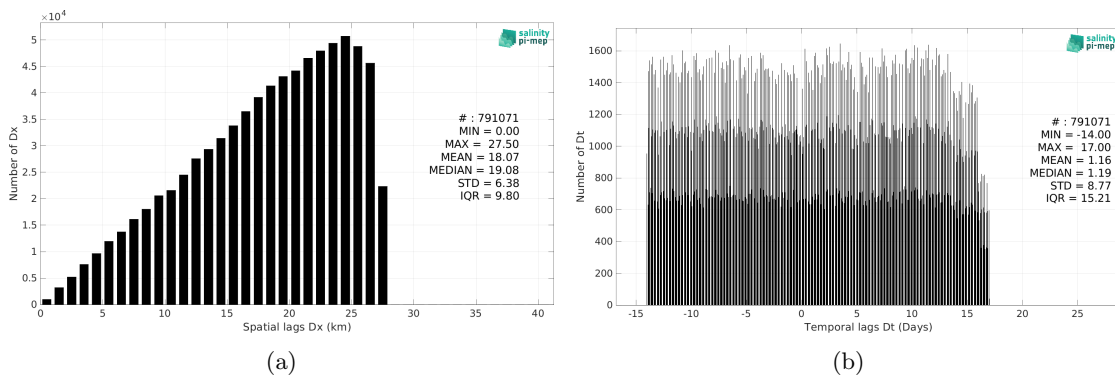 ×10⁴
5
4.5
4
3.5
3
2.5
2
1.5
1
0.5
0
Number of Dx
salinity
pi-mep
# : 791071
MIN = 0.00
MAX = 27.50
MEAN = 18.07
MEDIAN = 19.08
STD = 6.38
IQR = 9.80
0 5 10 15 20 25 30 35 40
Spatial lags Dx (km)
(a)
1600
1400
1200
1000
800
600
400
200
0
Number of Dt
salinity
pi-mep
# : 791071
MIN = -14.00
MAX = 17.00
MEAN = 1.16
MEDIAN = 1.19
STD = 8.77
IQR = 15.21
-15 -10 -5 0 5 10 15 20 25
Temporal lags Dt (Days)
(b)